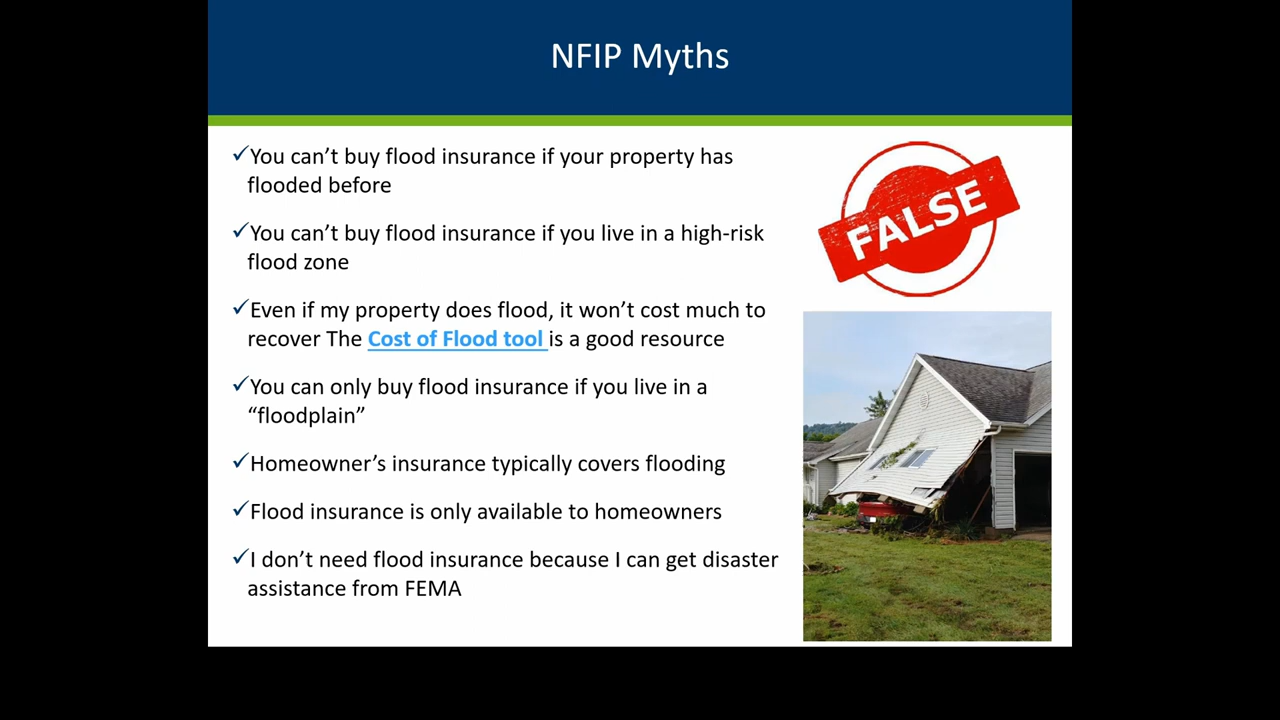 NFIP Myths
✓You can’t buy flood insurance if your property has
flooded before
✓You can’t buy flood insurance if you live in a high-risk
flood zone
✓Even if my property does flood, it won’t cost much to
recover The Cost of Flood tool is a good resource
✓You can only buy flood insurance if you live in a
“floodplain”
✓Homeowner’s insurance typically covers flooding
✓Flood insurance is only available to homeowners
✓I don’t need flood insurance because I can get disaster
assistance from FEMA
FALSE